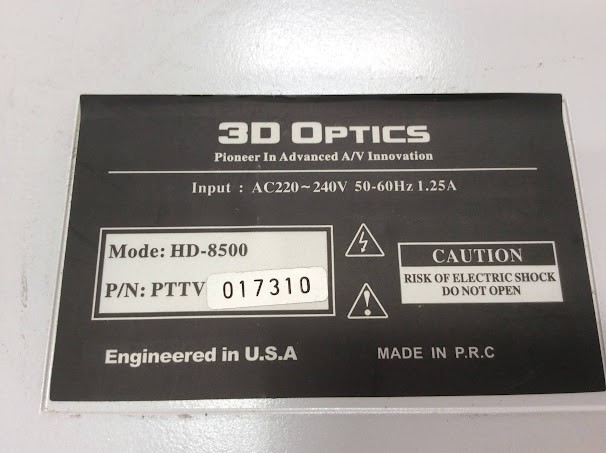 3D OPTICS
Pioneer In Advanced A/V Innovation
Input : AC220~240V 50-60Hz 1.25A
Mode: HD-8500
P/N: PTTV 017310
CAUTION
RISK OF ELECTRIC SHOCK
DO NOT OPEN
Engineered in U.S.A
MADE IN P.R.C